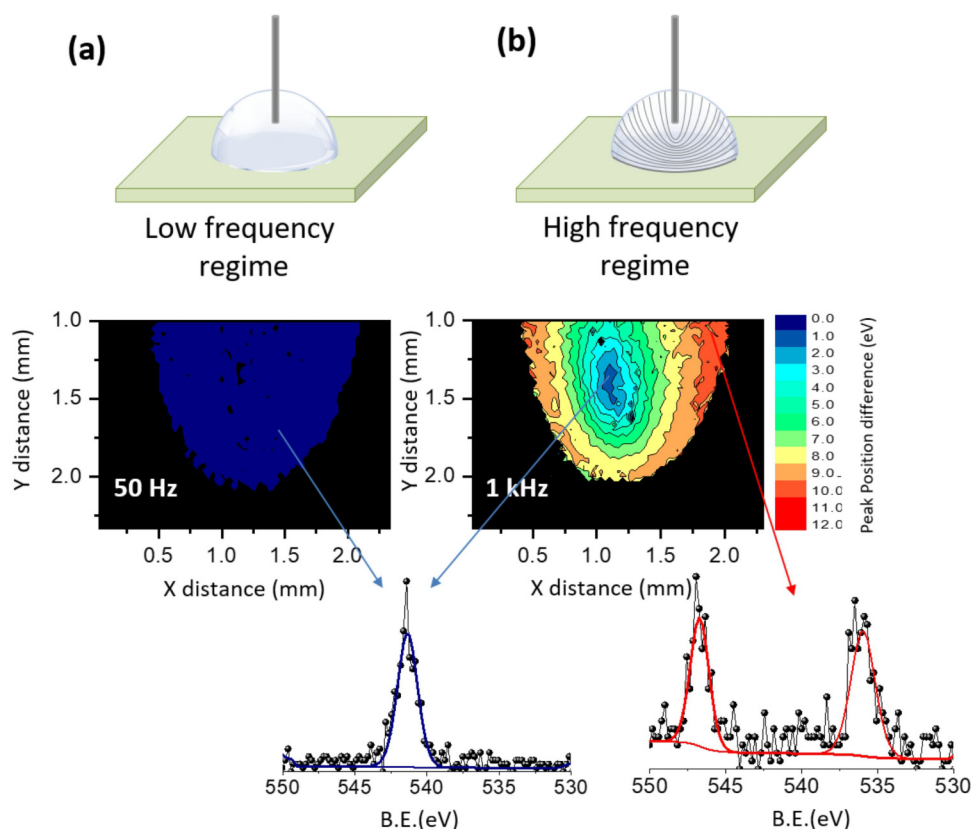 (a)
(b)
Low frequency
regime
High frequency
regime
1.0
1.5
2.0
Y distance (mm)
50 Hz
0.5 1.0 1.5 2.0
X distance (mm)
1.0
1.5
2.0
Y distance (mm)
1 kHz
0.5 1.0 1.5 2.0
X distance (mm)
0.0
1.0
2.0
3.0
4.0
5.0
6.0
7.0
8.0
9.0
10.0
11.0
12.0
Peak Position difference (eV)
550 545 540 535 530
B.E.(eV)
550 545 540 535 530
B.E.(eV)